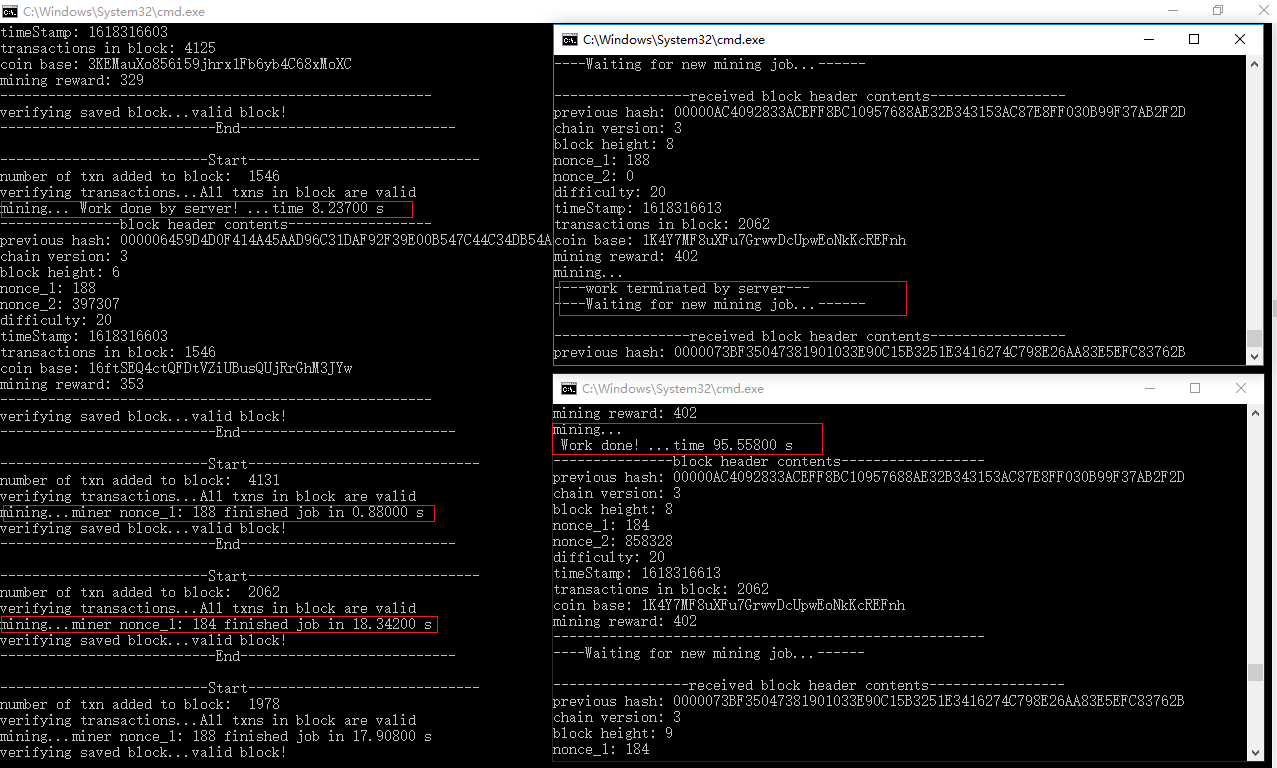 C:\Windows\System32\cmd.exe
timeStamp: 1618316603
transactions in block: 4125
coin base: 3KEMauXo856i59jhrx1Fb6yb4C68xMoXC
mining reward: 329
------------------------------------------------------
verifying saved block...valid block!
---------------------------End---------------------------
--------------------------Start-----------------------------
number of txn added to block:  1546
verifying transactions...All txns in block are valid
mining... Work done by server! ...time 8.23700 s
---------------block header contents------------------
previous hash: 000006459D4D0F414A45AAD96C31DAF92F39E00B547C44C34DB54A
chain version: 3
block height: 6
nonce_1: 188
nonce_2: 397307
difficulty: 20
timeStamp: 1618316603
transactions in block: 1546
coin base: 16ftSEQ4ctQFDtVZiUBusQUjRrGhM3JYw
mining reward: 353
------------------------------------------------------
verifying saved block...valid block!
---------------------------End---------------------------
--------------------------Start-----------------------------
number of txn added to block:  4131
verifying transactions...All txns in block are valid
mining...miner nonce_1: 188 finished job in 0.88000 s
verifying saved block...valid block!
---------------------------End---------------------------
--------------------------Start-----------------------------
number of txn added to block:  2062
verifying transactions...All txns in block are valid
mining...miner nonce_1: 184 finished job in 18.34200 s
verifying saved block...valid block!
---------------------------End---------------------------
--------------------------Start-----------------------------
number of txn added to block:  1978
verifying transactions...All txns in block are valid
mining...miner nonce_1: 188 finished job in 17.90800 s
verifying saved block...valid block!
C:\Windows\System32\cmd.exe
----Waiting for new mining job...------
-----------------received block header contents-----------------
previous hash: 00000AC4092833ACEFF8BC10957688AE32B343153AC87E8FF030B99F37AB2F2D
chain version: 3
block height: 8
nonce_1: 188
nonce_2: 0
difficulty: 20
timeStamp: 1618316613
transactions in block: 2062
coin base: 1K4Y7MF8uXFu7GrwvDcUpwEoNkKcREFnh
mining reward: 402
mining...
----work terminated by server---
----Waiting for new mining job...------
-----------------received block header contents-----------------
previous hash: 0000073BF35047381901033E90C15B3251E3416274C798E26AA83E5EFC83762B
C:\Windows\System32\cmd.exe
mining reward: 402
mining...
 Work done! ...time 95.55800 s
---------------block header contents------------------
previous hash: 00000AC4092833ACEFF8BC10957688AE32B343153AC87E8FF030B99F37AB2F2D
chain version: 3
block height: 8
nonce_1: 184
nonce_2: 858328
difficulty: 20
timeStamp: 1618316613
transactions in block: 2062
coin base: 1K4Y7MF8uXFu7GrwvDcUpwEoNkKcREFnh
mining reward: 402
------------------------------------------------------
----Waiting for new mining job...------
-----------------received block header contents-----------------
previous hash: 0000073BF35047381901033E90C15B3251E3416274C798E26AA83E5EFC83762B
chain version: 3
block height: 9
nonce_1: 184